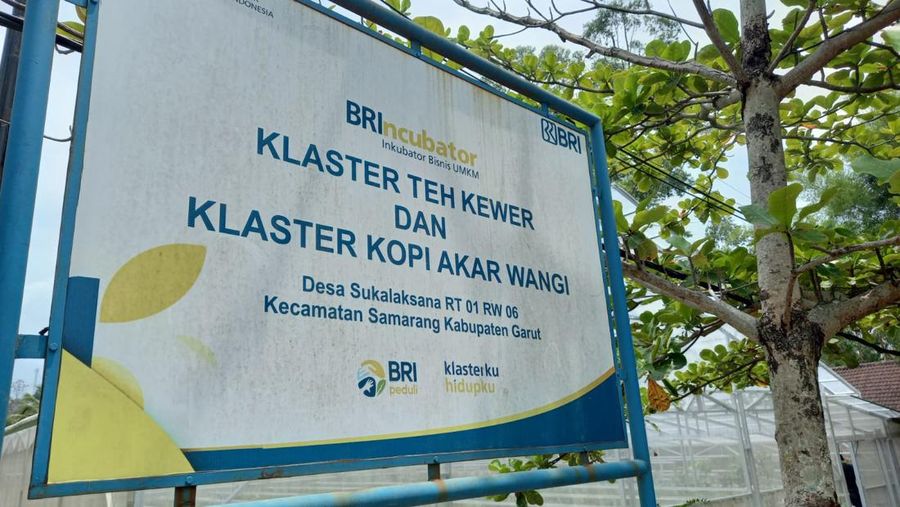 INDONESIA
BRIncubator
Inkubator Bisnis UMKM
BRI
KLASTER TEH KEWER
DAN
KLASTER KOPI AKAR WANGI
Desa Sukalaksana RT 01 RW 06
Kecamatan Samarang Kabupaten Garut
BRI
peduli
klasterku
hidupku